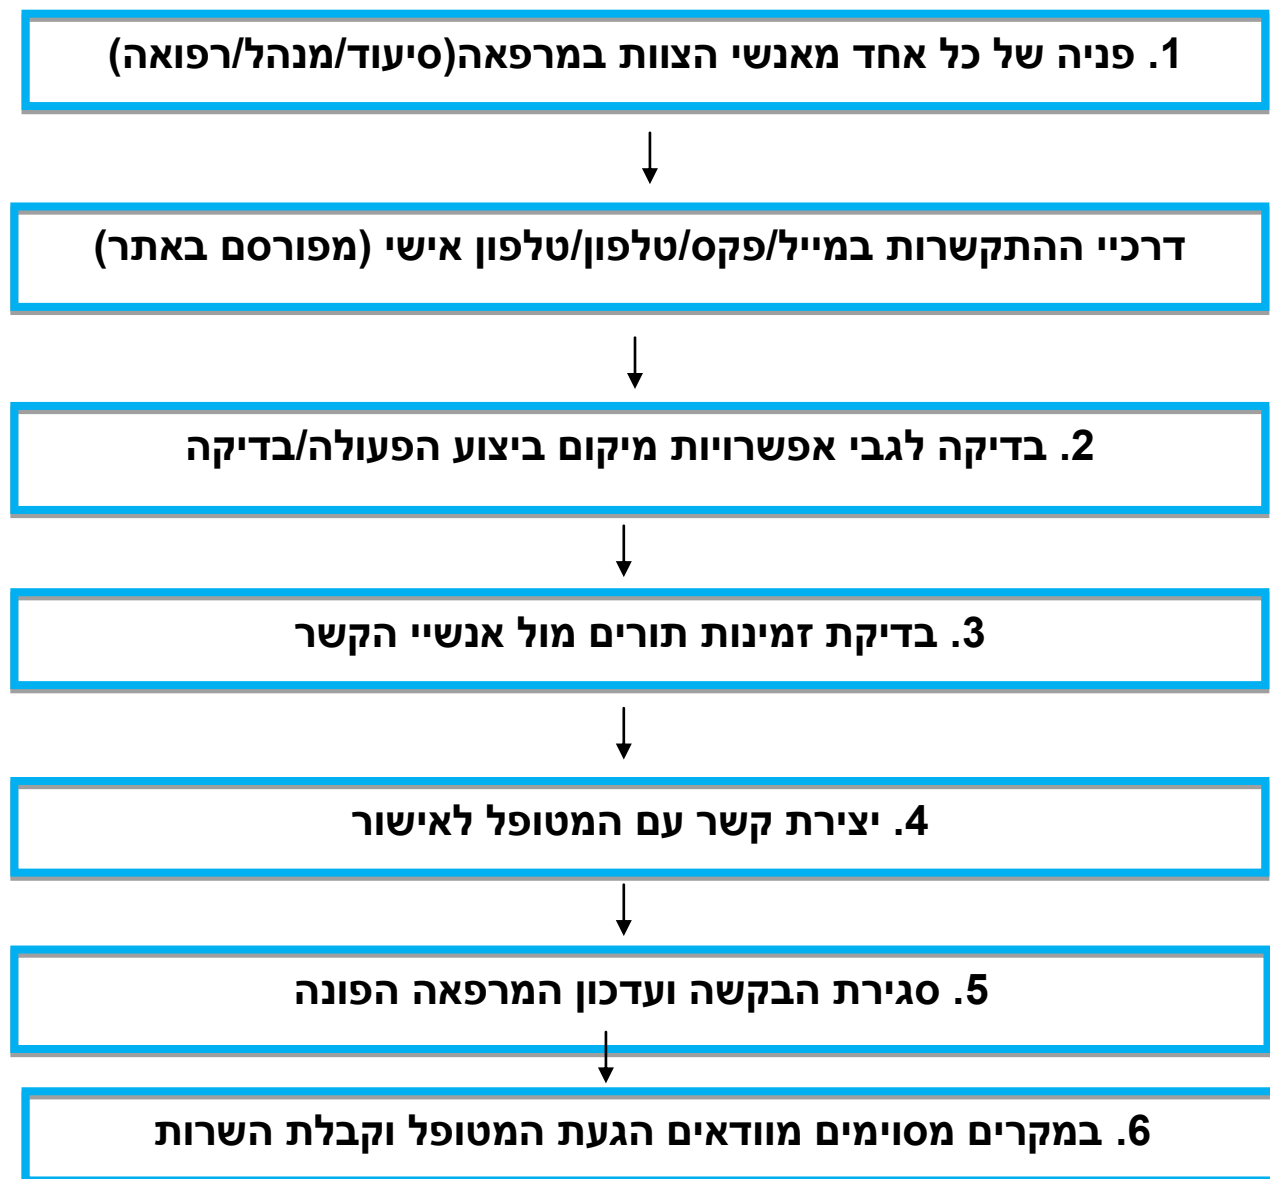 1. פניה של כל אחד מאנשי הצוות במרפאה(סיעוד/מנהל/רפואה)
דרכיי ההתקשרות במייל/פקס/טלפון/טלפון אישי (מפורסם באתר)
2. בדיקה לגבי אפשרויות מיקום ביצוע הפעולה/בדיקה
3. בדיקת זמינות תורים מול אנשיי הקשר
4. יצירת קשר עם המטופל לאישור
5. סגירת הבקשה ועדכון המרפאה הפונה
6. במקרים מסוימים מוודאים הגעת המטופל וקבלת השרות